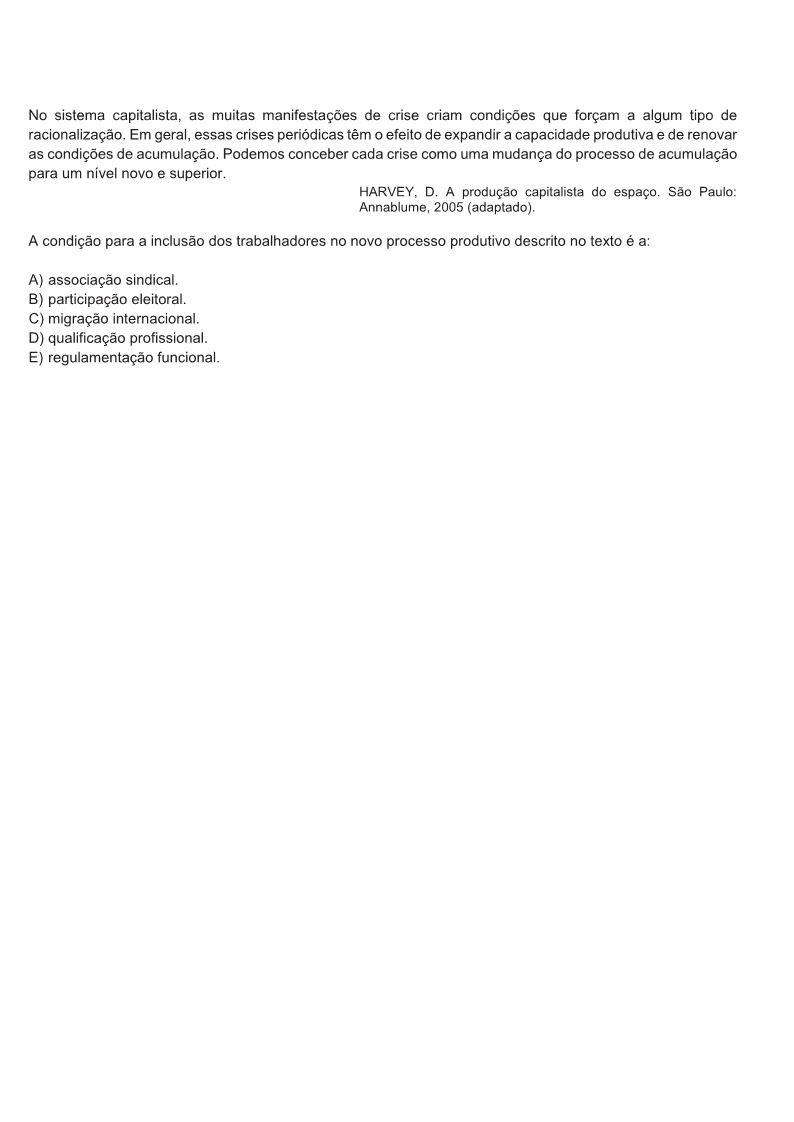 No sistema capitalista, as muitas manifestações de crise criam condições que forçam a algum tipo de
racionalização. Em geral, essas crises periódicas têm o efeito de expandir a capacidade produtiva e de renovar
as condições de acumulação. Podemos conceber cada crise como uma mudança do processo de acumulação
para um nível novo e superior.
HARVEY, D. A produção capitalista do espaço. São Paulo:
Annablume, 2005 (adaptado).
A condição para a inclusão dos trabalhadores no novo processo produtivo descrito no texto é a:
A) associação sindical.
B) participação eleitoral.
C) migração internacional.
D) qualificação profissional.
E) regulamentação funcional.